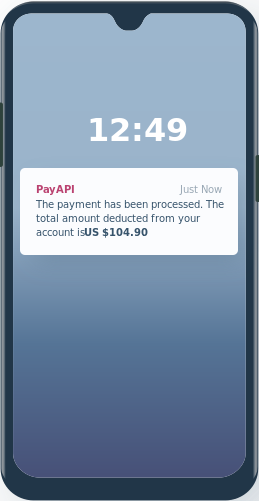 12:49
PayAPI Just Now
The payment has been processed. The
total amount deducted from your
account isUS $104.90